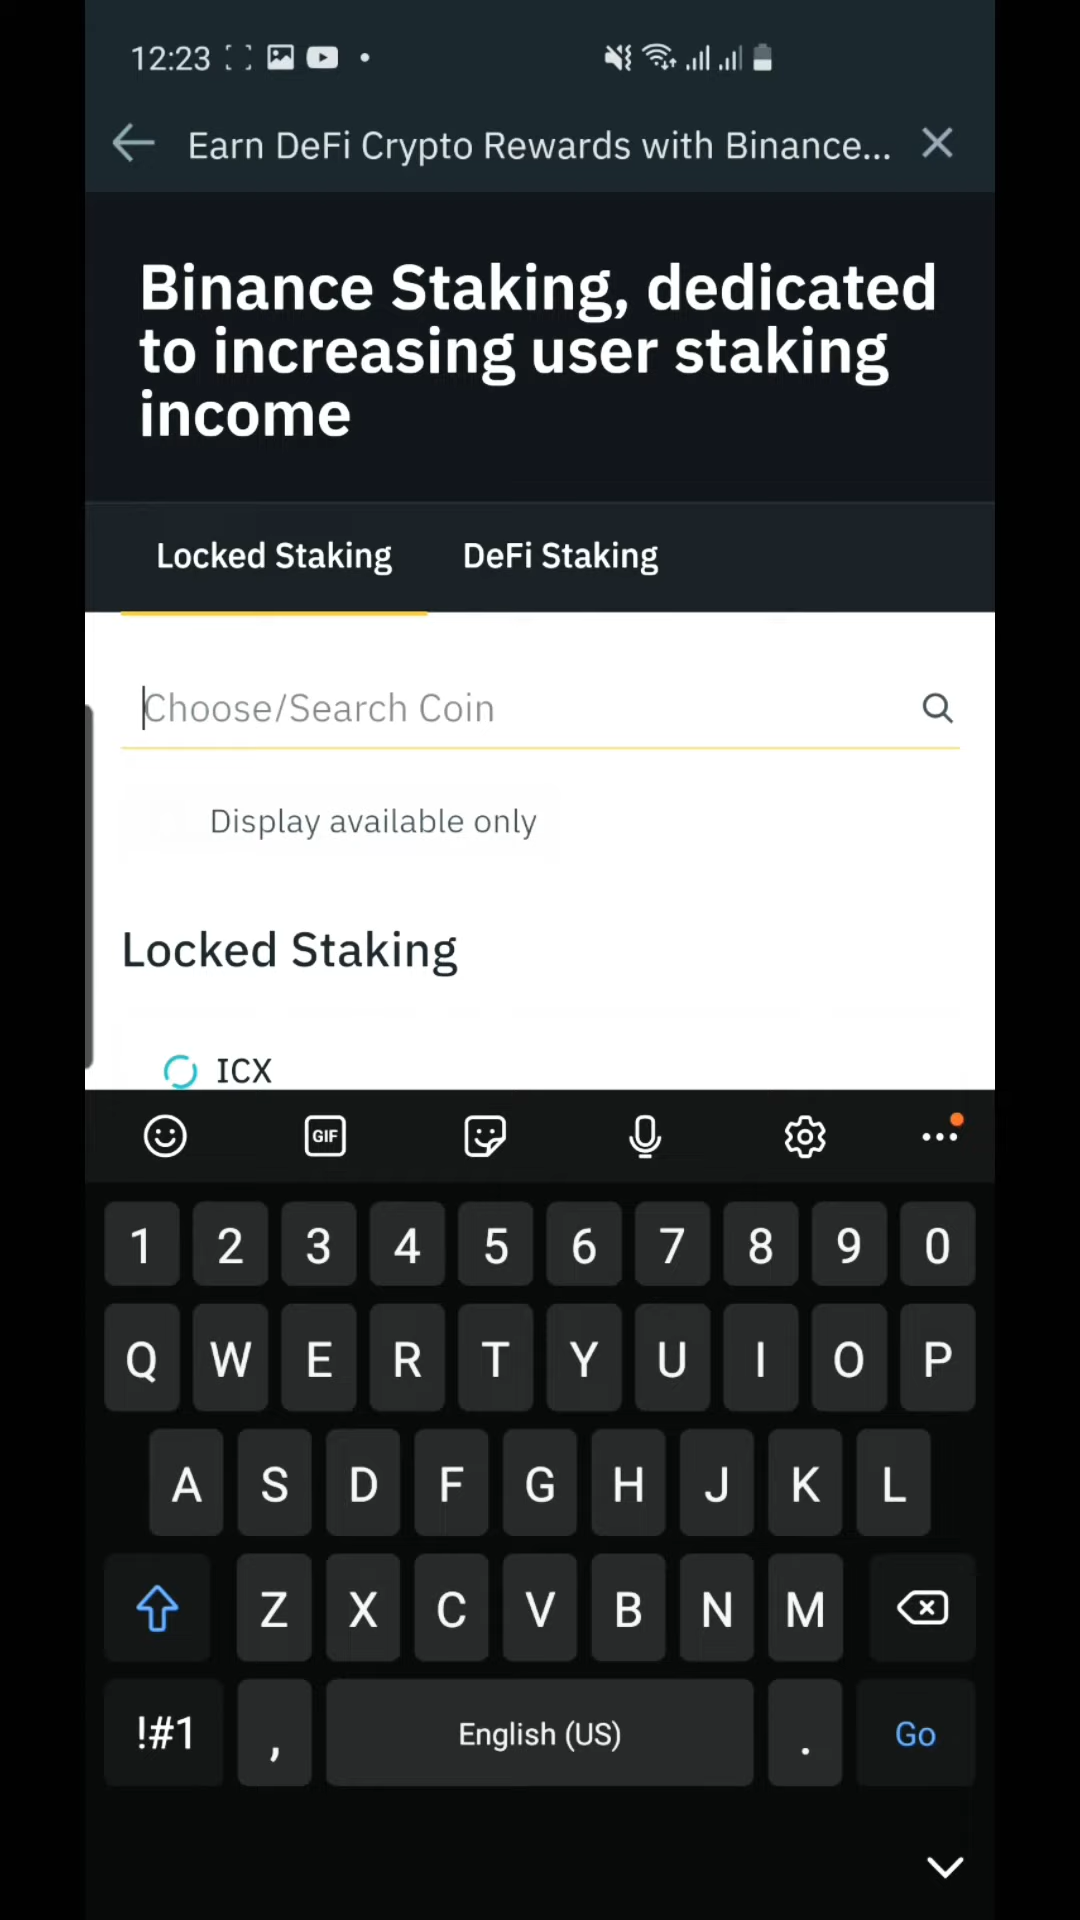 12:23
Earn DeFi Crypto Rewards with Binance...
Binance Staking, dedicated
to increasing user staking
income
Locked Staking DeFi Staking
Choose/Search Coin
Display available only
Locked Staking
ICX
GIF
1 2 3 4 5 6 7 8 9 0
Q W E R T Y U I O P
A S D F G H J K L
Z X C V B N M
!#1 , English (US) . Go